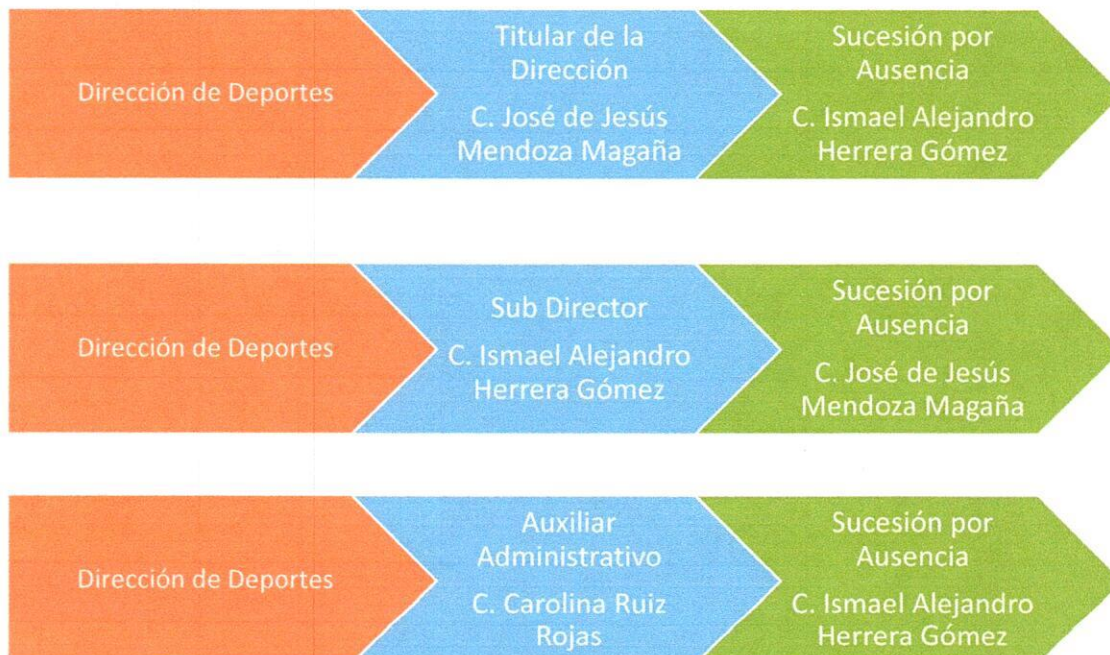 Dirección de Deportes
Titular de la
Dirección
C. José de Jesús
Mendoza Magaña
Sucesión por
Ausencia
C. Ismael Alejandro
Herrera Gómez
Dirección de Deportes
Sub Director
C. Ismael Alejandro
Herrera Gómez
Sucesión por
Ausencia
C. José de Jesús
Mendoza Magaña
Dirección de Deportes
Auxiliar
Administrativo
C. Carolina Ruiz
Rojas
Sucesión por
Ausencia
C. Ismael Alejandro
Herrera Gómez